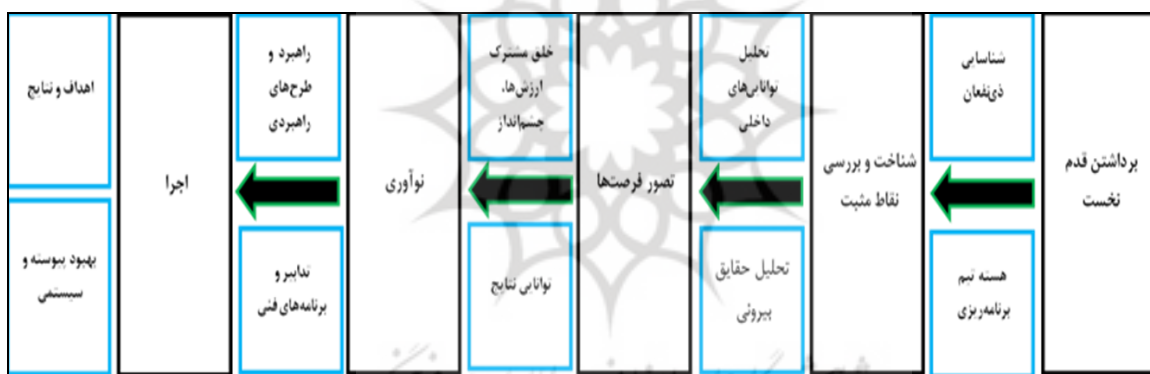 برداشتن قدم
نخست
شناسایی
ذی‌نفعان
هسته تیم
برنامه‌ریزی
شناخت و بررسی
نقاط مثبت
تحلیل
توانایی‌های
داخلی
تحلیل حقایق
بیرونی
تصور فرصت‌ها
خلق مشترک
ارزش‌ها،
چشم‌انداز
توانایی نتایج
نوآوری
راهبرد و
طرح‌های
راهبردی
تدابیر و
برنامه‌های فنی
اجرا
اهداف و نتایج
بهبود پیوسته و
سیستمی